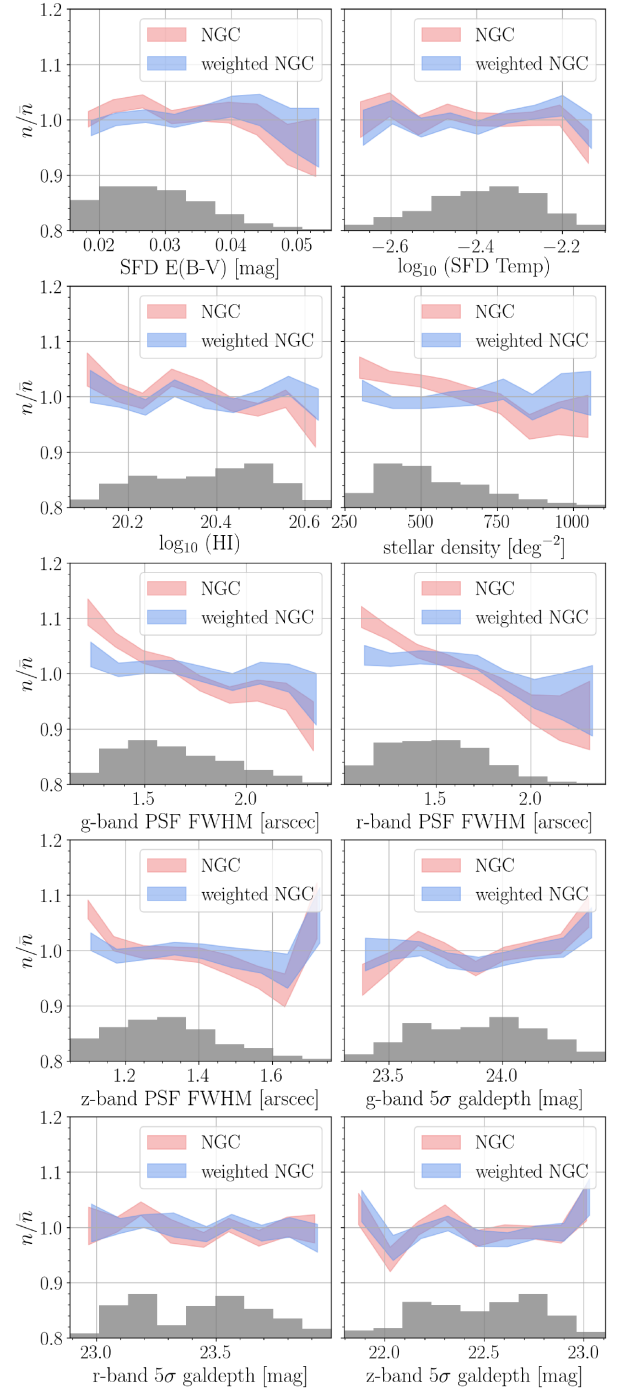 NGC
weighted NGC
1.2
1.1
1.0
0.9
0.8
n/n̄
0.02 0.03 0.04 0.05
SFD E(B-V) [mag]
NGC
weighted NGC
−2.6 −2.4 −2.2
log₁₀ (SFD Temp)
NGC
weighted NGC
1.2
1.1
1.0
0.9
0.8
n/n̄
20.2 20.4 20.6
log₁₀ (HI)
NGC
weighted NGC
250 500 750 1000
stellar density [deg⁻²]
NGC
weighted NGC
1.2
1.1
1.0
0.9
0.8
n/n̄
1.5 2.0
g-band PSF FWHM [arscec]
NGC
weighted NGC
1.5 2.0
r-band PSF FWHM [arscec]
NGC
weighted NGC
1.2
1.1
1.0
0.9
0.8
n/n̄
1.2 1.4 1.6
z-band PSF FWHM [arscec]
NGC
weighted NGC
23.5 24.0
g-band 5σ galdepth [mag]
NGC
weighted NGC
1.2
1.1
1.0
0.9
0.8
n/n̄
23.0 23.5
r-band 5σ galdepth [mag]
NGC
weighted NGC
22.0 22.5 23.0
z-band 5σ galdepth [mag]